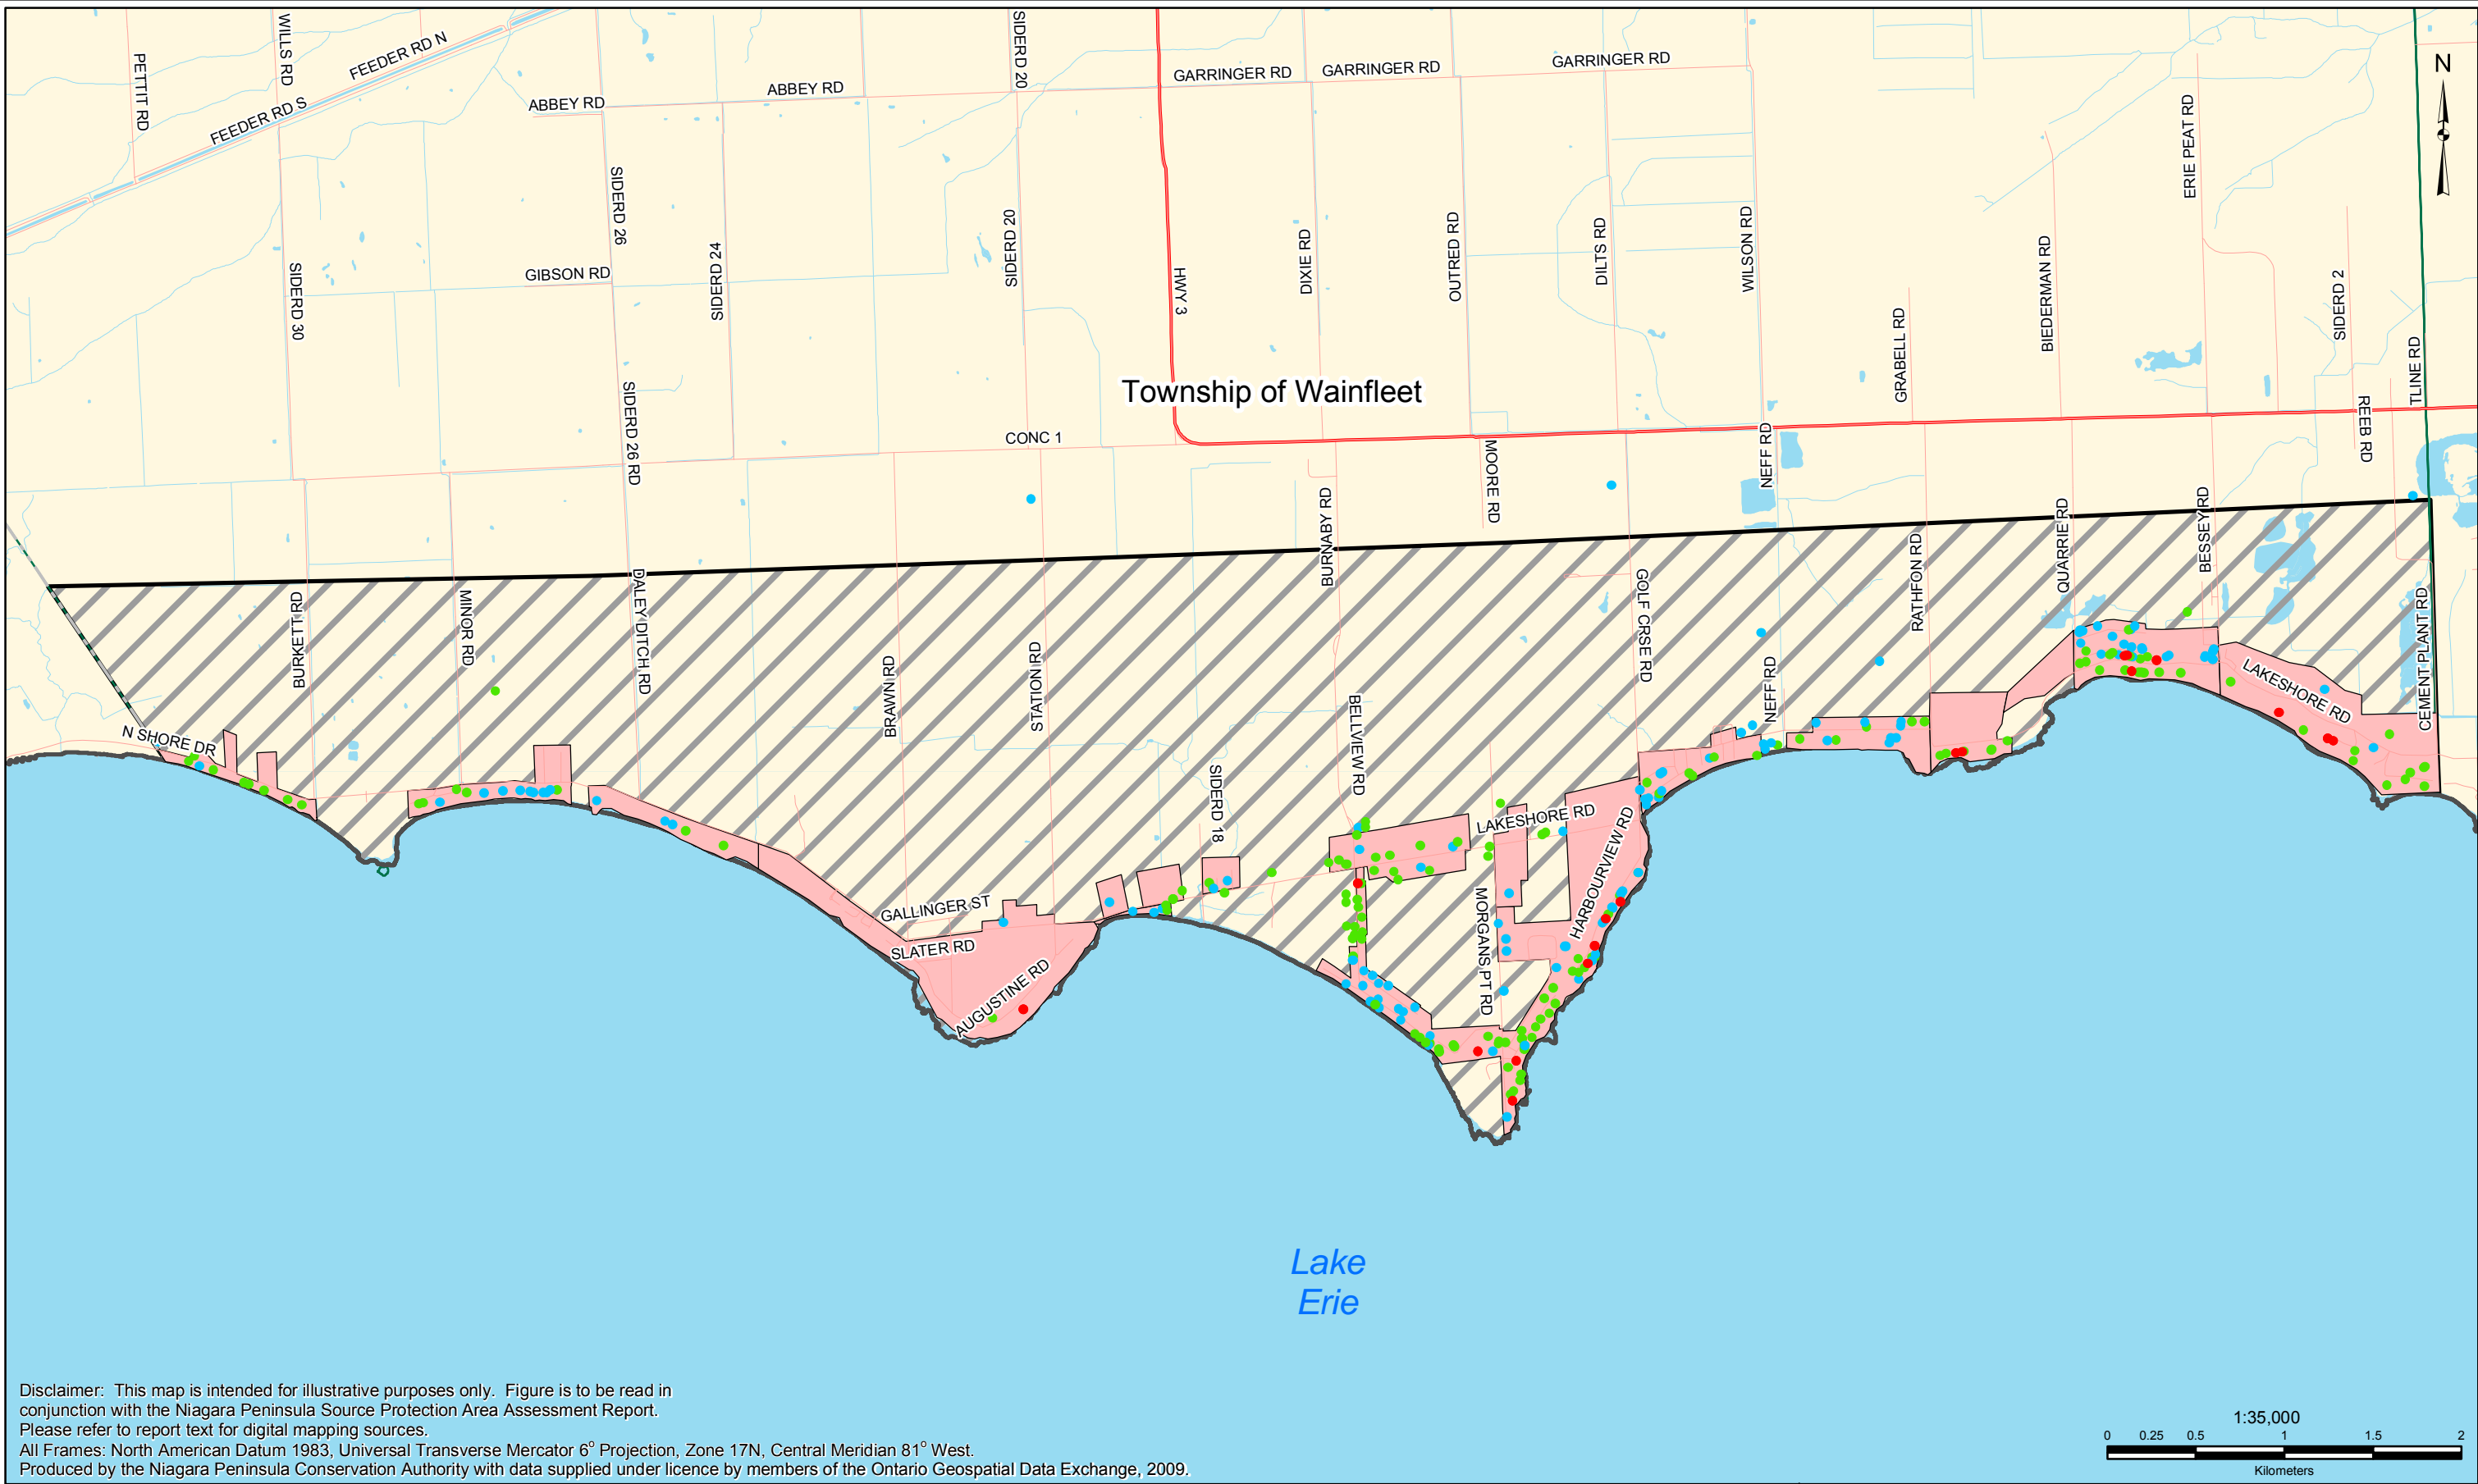 PETTIT RD
WILLS RD
FEEDER RD N
FEEDER RD S
SIDERD 20
ABBEY RD
ABBEY RD
GARRINGER RD
GARRINGER RD
GARRINGER RD
N
ERIE PEAT RD
SIDERD 26
SIDERD 30
GIBSON RD
SIDERD 24
SIDERD 20
HWY 3
DIXIE RD
OUTRED RD
DILTS RD
WILSON RD
GRABELL RD
BIEDERMAN RD
SIDERD 2
TLINE RD
REEB RD
Township of Wainfleet
SIDERD 26 RD
CONC 1
MOORE RD
NEFF RD
BURNABY RD
QUARRIE RD
BESSEY RD
BURKETT RD
MINOR RD
DALEY DITCH RD
BRAWN RD
STATION RD
BELLVIEW RD
GOLF CRSE RD
NEFF RD
RATHFON RD
LAKESHORE RD
CEMENT PLANT RD
N SHORE DR
SIDERD 18
LAKESHORE RD
HARBOURVIEW RD
MORGANS PT RD
GALLINGER ST
SLATER RD
AUGUSTINE RD
Lake
Erie
Disclaimer: This map is intended for illustrative purposes only. Figure is to be read in
conjunction with the Niagara Peninsula Source Protection Area Assessment Report.
Please refer to report text for digital mapping sources.
All Frames: North American Datum 1983, Universal Transverse Mercator 6° Projection, Zone 17N, Central Meridian 81° West.
Produced by the Niagara Peninsula Conservation Authority with data supplied under licence by members of the Ontario Geospatial Data Exchange, 2009.
1:35,000
0 0.25 0.5 1 1.5 2
Kilometers